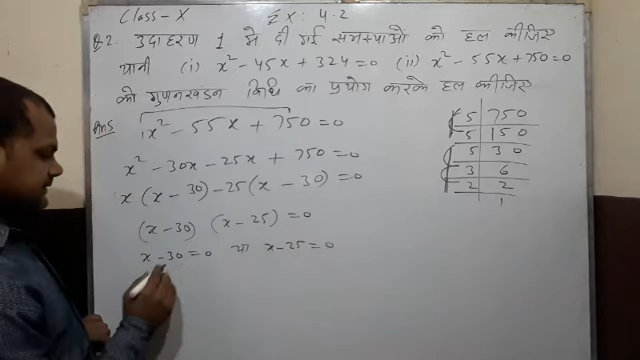 Class-X EX: 4.2
Q.2. उदाहरण 1 में दी गई समस्याओं को हल कीजिए
यानी (i) x² - 45x + 324 = 0 (ii) x² - 55x + 750 = 0
को गुणनखंडन विधि का प्रयोग करके हल कीजिए
Ans 1x² - 55x + 750 = 0
x² - 30x - 25x + 750 = 0
x (x - 30) - 25 (x - 30) = 0
(x - 30) (x - 25) = 0
x - 30 = 0 या x - 25 = 0
5 750
5 150
5 30
3 6
2 2
1